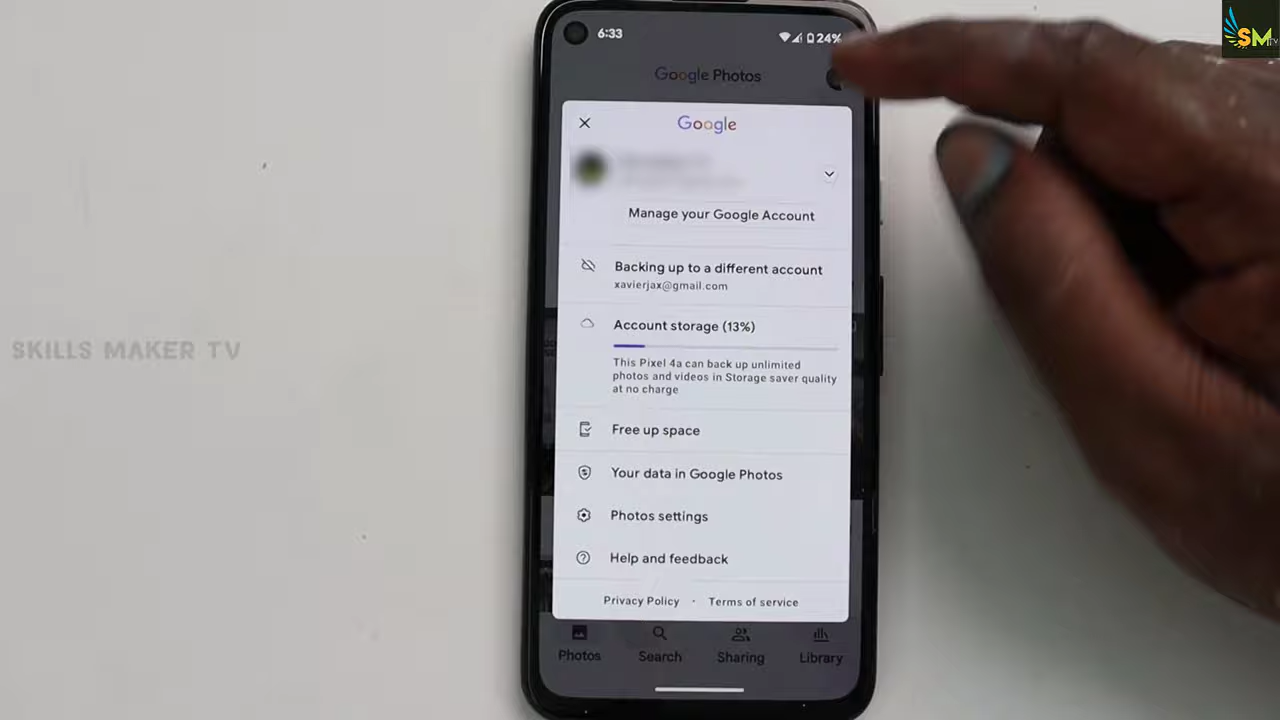 6:33
24%
SM
TV
Google Photos
Google
Manage your Google Account
Backing up to a different account
xavierjax@gmail.com
Account storage (13%)
This Pixel 4a can back up unlimited
photos and videos in Storage saver quality
at no charge
Free up space
Your data in Google Photos
Photos settings
Help and feedback
Privacy Policy · Terms of service
Photos Search Sharing Library
SKILLS MAKER TV